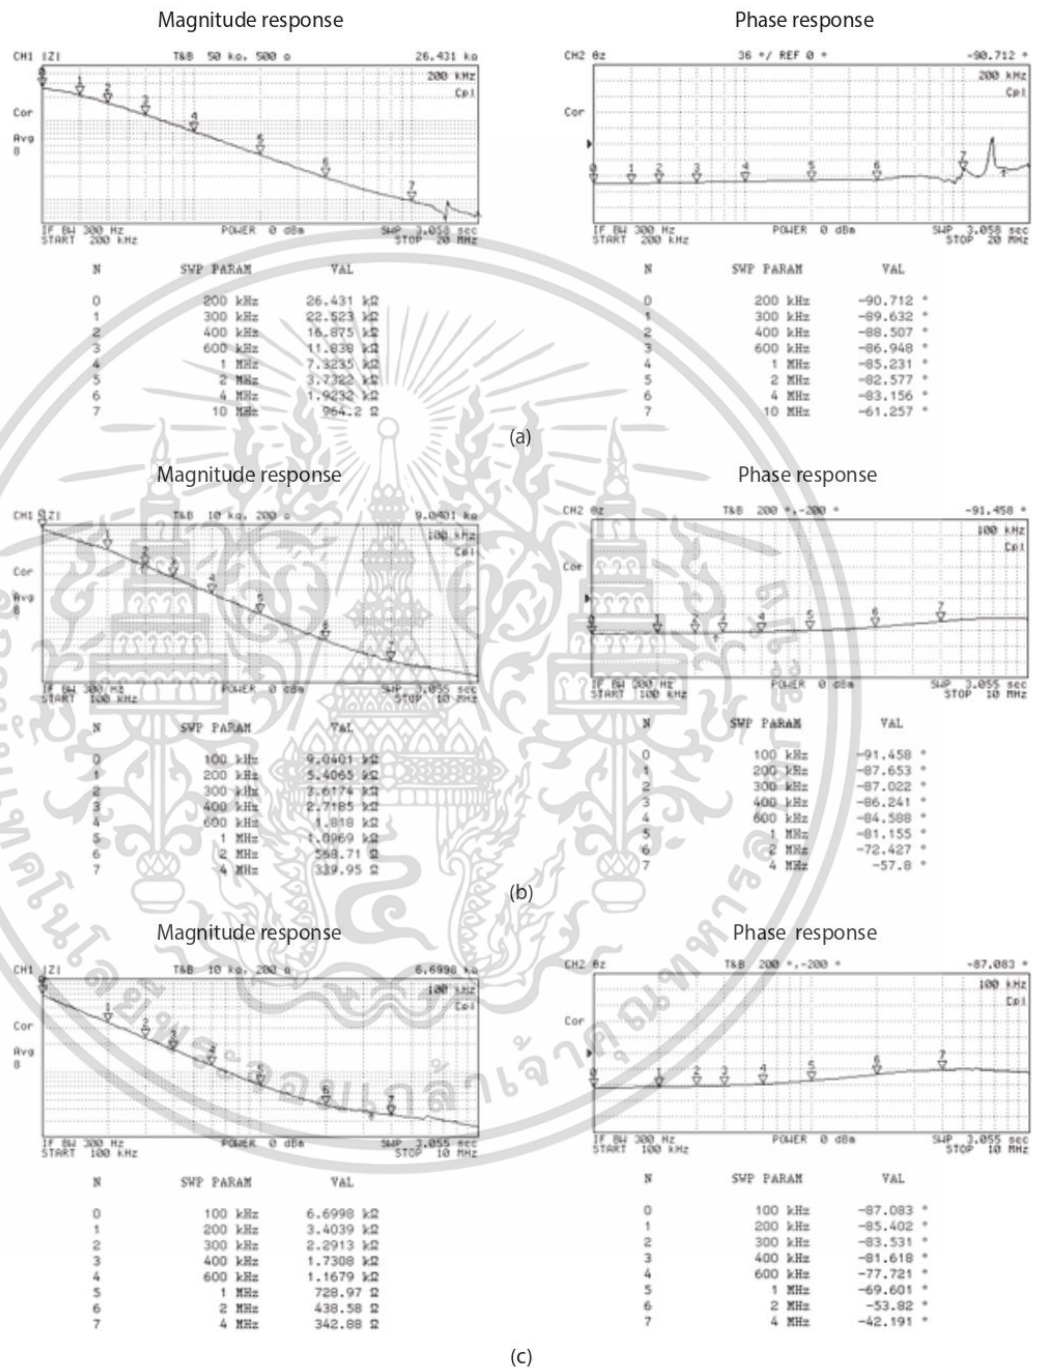 Magnitude response
Phase response
CH1 |Z| T&B 50 kΩ, 500 Ω 26.431 kΩ
200 kHz
Cpl
Cor
Avg
8
IF BW 300 Hz POWER 0 dBm SWP 3.058 sec
START 200 kHz STOP 20 MHz
CH2 θz 36 °/ REF 0 ° -90.712 °
200 kHz
Cpl
Cor
IF BW 300 Hz POWER 0 dBm SWP 3.058 sec
START 200 kHz STOP 20 MHz
N SWP PARAM VAL
0 200 kHz 26.431 kΩ
1 300 kHz 22.523 kΩ
2 400 kHz 16.875 kΩ
3 600 kHz 11.838 kΩ
4 1 MHz 7.3235 kΩ
5 2 MHz 3.7322 kΩ
6 4 MHz 1.9232 kΩ
7 10 MHz 964.2 Ω
N SWP PARAM VAL
0 200 kHz -90.712 °
1 300 kHz -89.632 °
2 400 kHz -88.507 °
3 600 kHz -86.948 °
4 1 MHz -85.231 °
5 2 MHz -82.577 °
6 4 MHz -83.156 °
7 10 MHz -61.257 °
(a)
Magnitude response
Phase response
CH1 |Z| T&B 10 kΩ, 200 Ω 9.0401 kΩ
100 kHz
Cpl
Cor
Avg
8
IF BW 300 Hz POWER 0 dBm SWP 3.055 sec
START 100 kHz STOP 10 MHz
CH2 θz T&B 200 °,-200 ° -91.458 °
100 kHz
Cpl
Cor
IF BW 300 Hz POWER 0 dBm SWP 3.055 sec
START 100 kHz STOP 10 MHz
N SWP PARAM VAL
0 100 kHz 9.0401 kΩ
1 200 kHz 5.4065 kΩ
2 300 kHz 3.6174 kΩ
3 400 kHz 2.7185 kΩ
4 600 kHz 1.818 kΩ
5 1 MHz 1.0969 kΩ
6 2 MHz 568.71 Ω
7 4 MHz 339.95 Ω
N SWP PARAM VAL
0 100 kHz -91.458 °
1 200 kHz -87.653 °
2 300 kHz -87.022 °
3 400 kHz -86.241 °
4 600 kHz -84.588 °
5 1 MHz -81.155 °
6 2 MHz -72.427 °
7 4 MHz -57.8 °
(b)
Magnitude response
Phase response
CH1 |Z| T&B 10 kΩ, 200 Ω 6.6998 kΩ
100 kHz
Cpl
Cor
Avg
8
IF BW 300 Hz POWER 0 dBm SWP 3.055 sec
START 100 kHz STOP 10 MHz
CH2 θz T&B 200 °,-200 ° -87.083 °
100 kHz
Cpl
Cor
IF BW 300 Hz POWER 0 dBm SWP 3.055 sec
START 100 kHz STOP 10 MHz
N SWP PARAM VAL
0 100 kHz 6.6998 kΩ
1 200 kHz 3.4039 kΩ
2 300 kHz 2.2913 kΩ
3 400 kHz 1.7308 kΩ
4 600 kHz 1.1679 kΩ
5 1 MHz 728.97 Ω
6 2 MHz 438.58 Ω
7 4 MHz 342.88 Ω
N SWP PARAM VAL
0 100 kHz -87.083 °
1 200 kHz -85.402 °
2 300 kHz -83.531 °
3 400 kHz -81.618 °
4 600 kHz -77.721 °
5 1 MHz -69.601 °
6 2 MHz -53.82 °
7 4 MHz -42.191 °
(c)